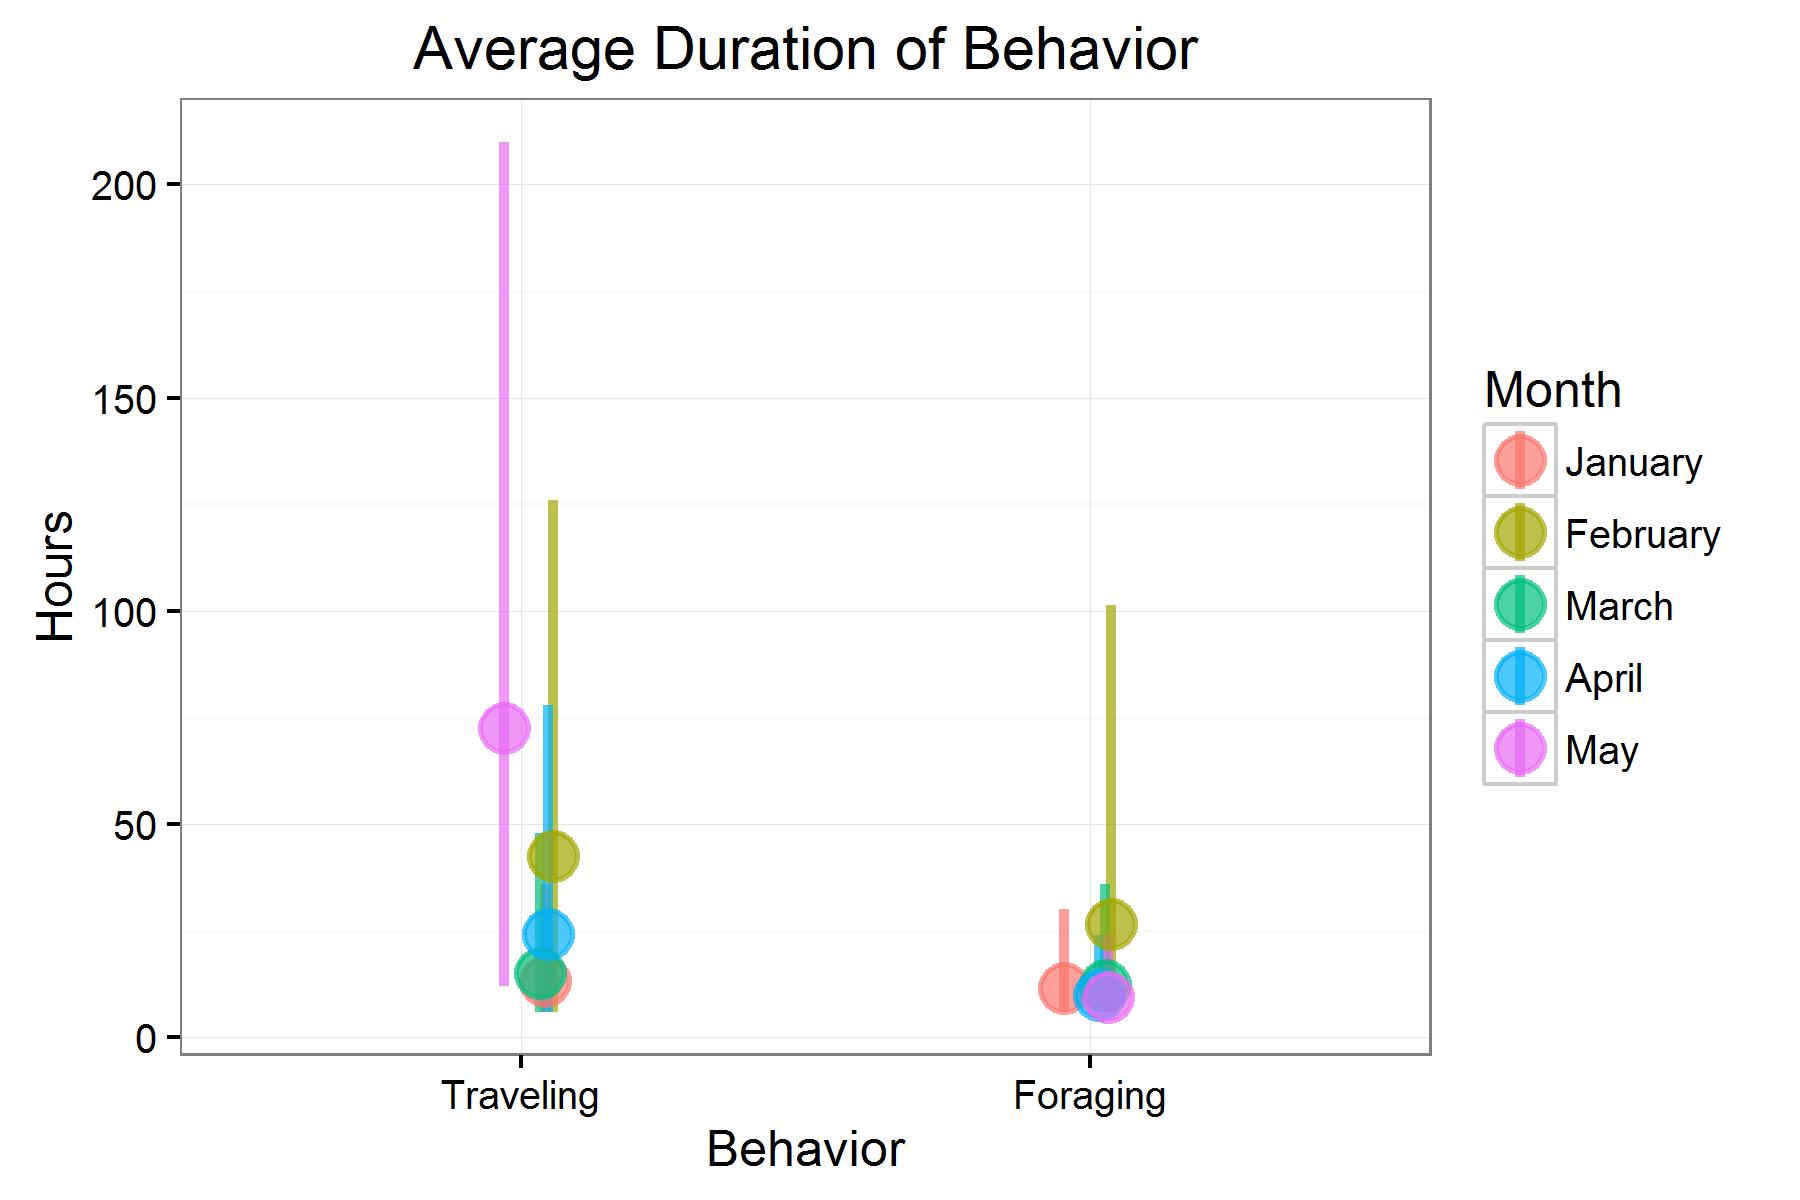 Average Duration of Behavior
Hours
200
150
100
50
0
Traveling
Foraging
Behavior
Month
January
February
March
April
May